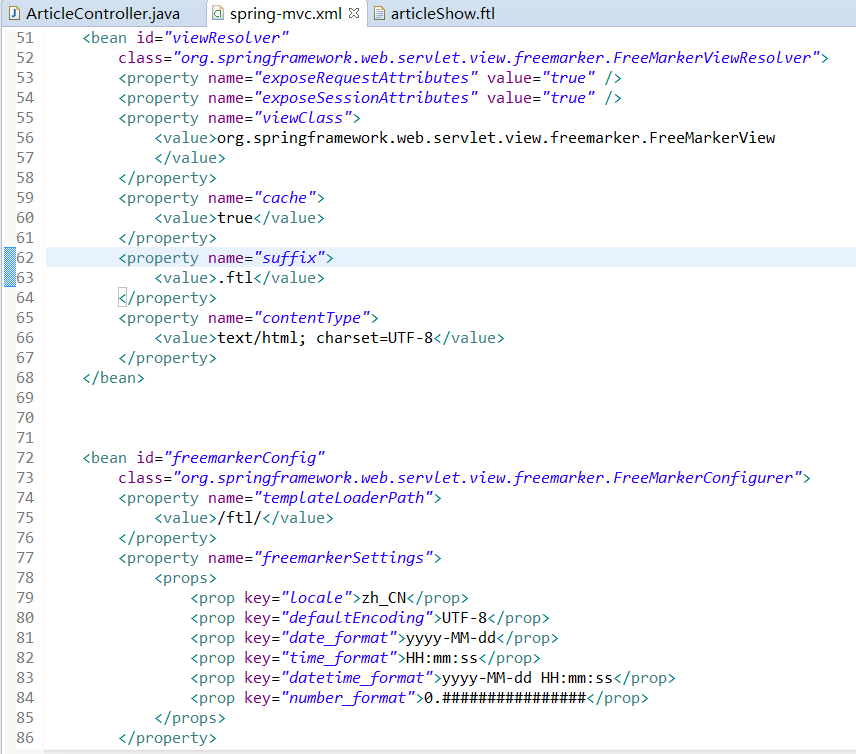 ArticleController.java spring-mvc.xml articleShow.ftl
51 <bean id="viewResolver"
52 class="org.springframework.web.servlet.view.freemarker.FreeMarkerViewResolver">
53 <property name="exposeRequestAttributes" value="true" />
54 <property name="exposeSessionAttributes" value="true" />
55 <property name="viewClass">
56 <value>org.springframework.web.servlet.view.freemarker.FreeMarkerView
57 </value>
58 </property>
59 <property name="cache">
60 <value>true</value>
61 </property>
62 <property name="suffix">
63 <value>.ftl</value>
64 </property>
65 <property name="contentType">
66 <value>text/html; charset=UTF-8</value>
67 </property>
68 </bean>
69
70
71
72 <bean id="freemarkerConfig"
73 class="org.springframework.web.servlet.view.freemarker.FreeMarkerConfigurer">
74 <property name="templateLoaderPath">
75 <value>/ftl/</value>
76 </property>
77 <property name="freemarkerSettings">
78 <props>
79 <prop key="locale">zh_CN</prop>
80 <prop key="defaultEncoding">UTF-8</prop>
81 <prop key="date_format">yyyy-MM-dd</prop>
82 <prop key="time_format">HH:mm:ss</prop>
83 <prop key="datetime_format">yyyy-MM-dd HH:mm:ss</prop>
84 <prop key="number_format">0.################</prop>
85 </props>
86 </property>